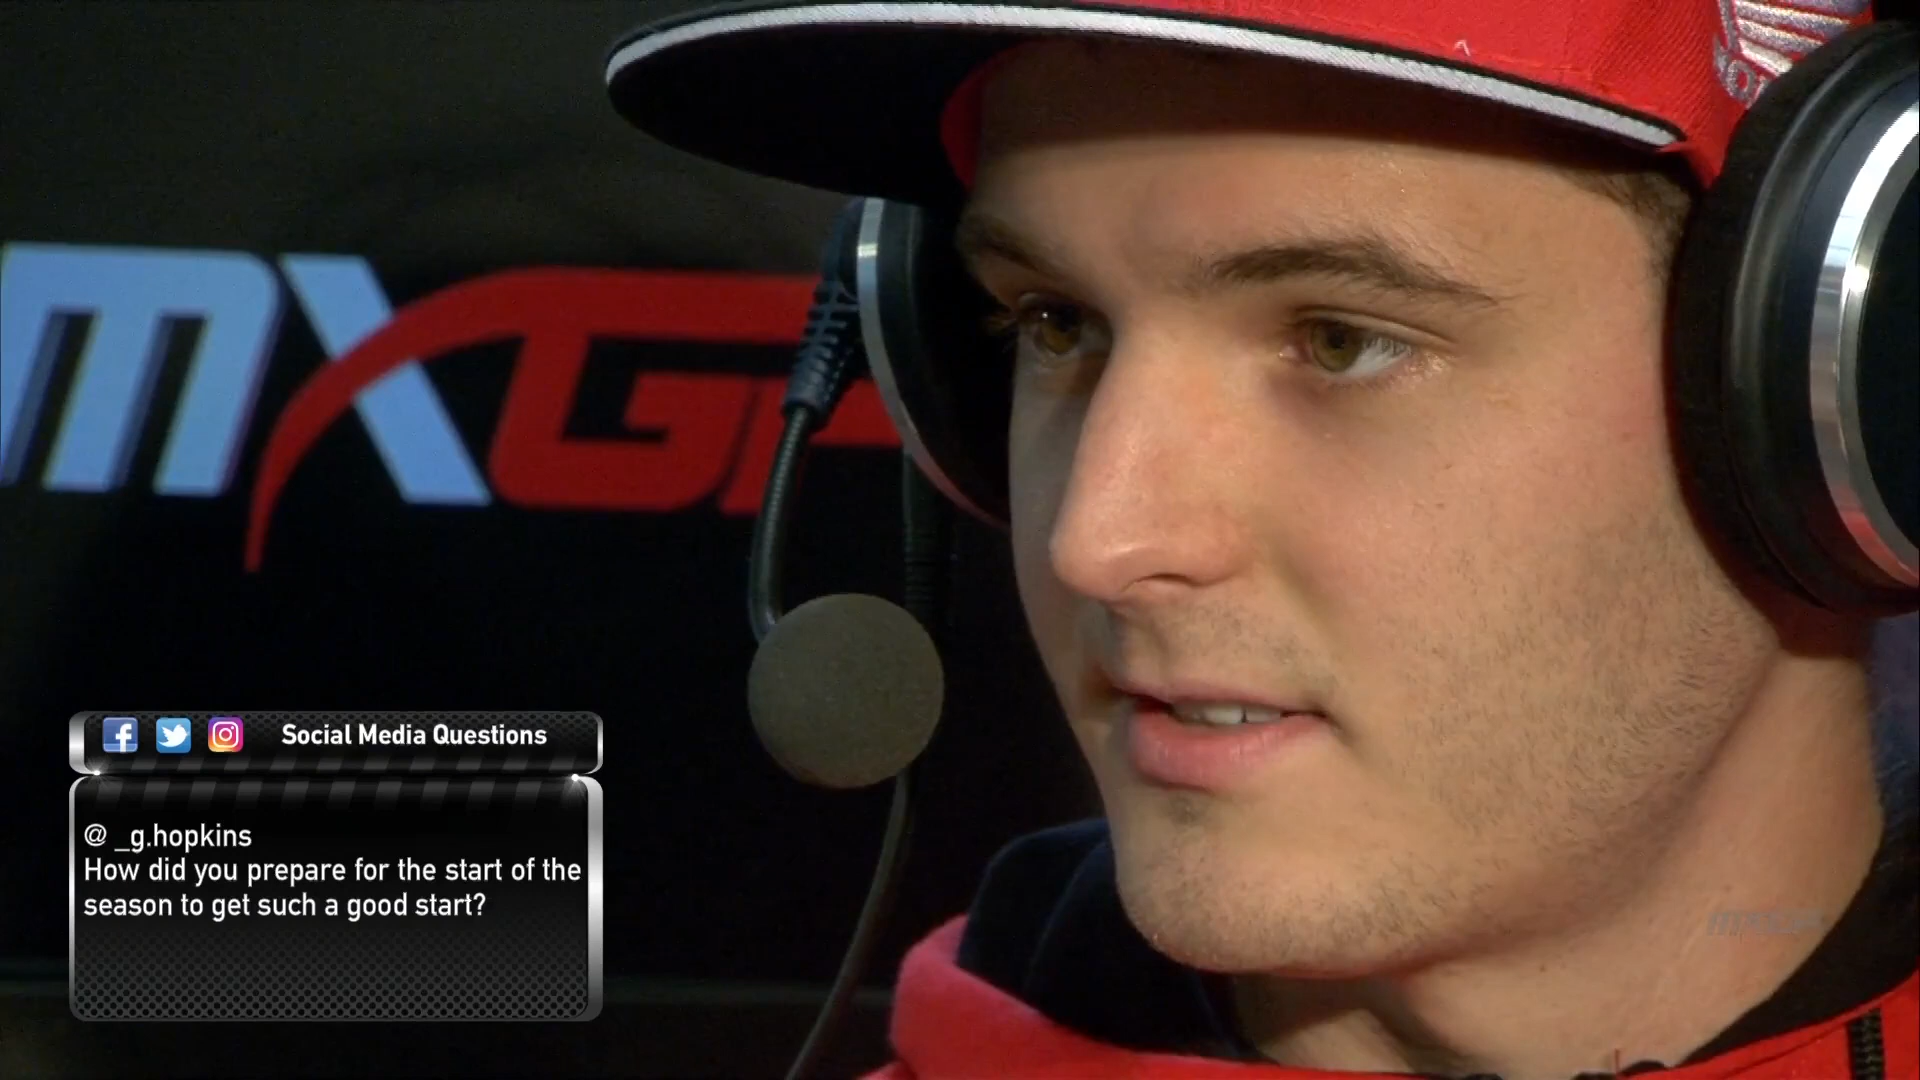 MXGP
Social Media Questions
@ _g.hopkins
How did you prepare for the start of the
season to get such a good start?